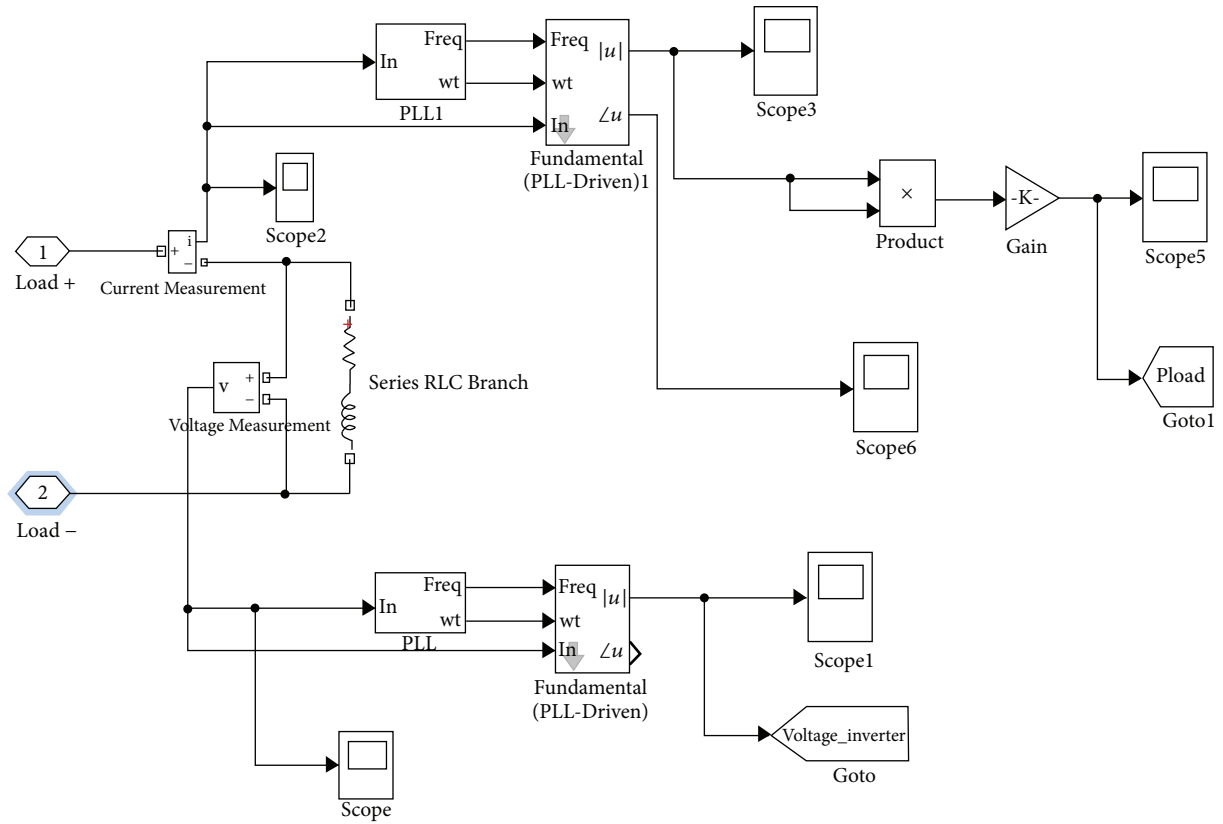 Freq
In
wt
PLL1
Freq
|u|
wt
∠u
In
Fundamental
(PLL-Driven)1
Scope3
Scope2
×
Product
-K-
Gain
Scope5
1
Load +
+
i
−
Current Measurement
+
Series RLC Branch
v
+
−
Voltage Measurement
Pload
Goto1
Scope6
2
Load −
Freq
In
wt
PLL
Freq
|u|
wt
In
∠u
Fundamental
(PLL-Driven)
Scope1
Voltage_inverter
Goto
Scope